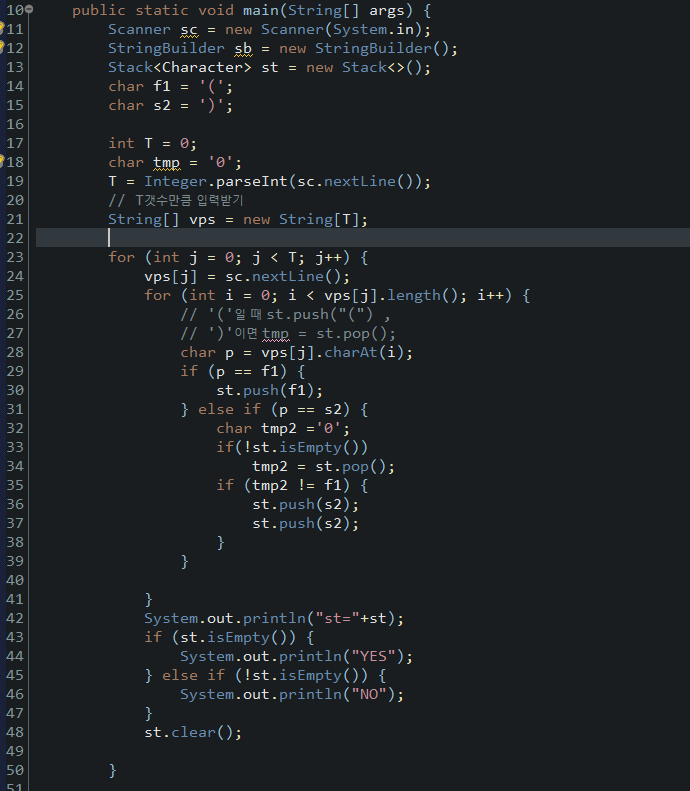 10 public static void main(String[] args) {
11 Scanner sc = new Scanner(System.in);
12 StringBuilder sb = new StringBuilder();
13 Stack<Character> st = new Stack<>();
14 char f1 = '(';
15 char s2 = ')';
16
17 int T = 0;
18 char tmp = '0';
19 T = Integer.parseInt(sc.nextLine());
20 // T갯수만큼 입력받기
21 String[] vps = new String[T];
22
23 for (int j = 0; j < T; j++) {
24 vps[j] = sc.nextLine();
25 for (int i = 0; i < vps[j].length(); i++) {
26 // '('일 때 st.push("(") ,
27 // ')'이면 tmp = st.pop();
28 char p = vps[j].charAt(i);
29 if (p == f1) {
30 st.push(f1);
31 } else if (p == s2) {
32 char tmp2 ='0';
33 if(!st.isEmpty())
34 tmp2 = st.pop();
35 if (tmp2 != f1) {
36 st.push(s2);
37 st.push(s2);
38 }
39 }
40
41 }
42 System.out.println("st="+st);
43 if (st.isEmpty()) {
44 System.out.println("YES");
45 } else if (!st.isEmpty()) {
46 System.out.println("NO");
47 }
48 st.clear();
49
50 }
51